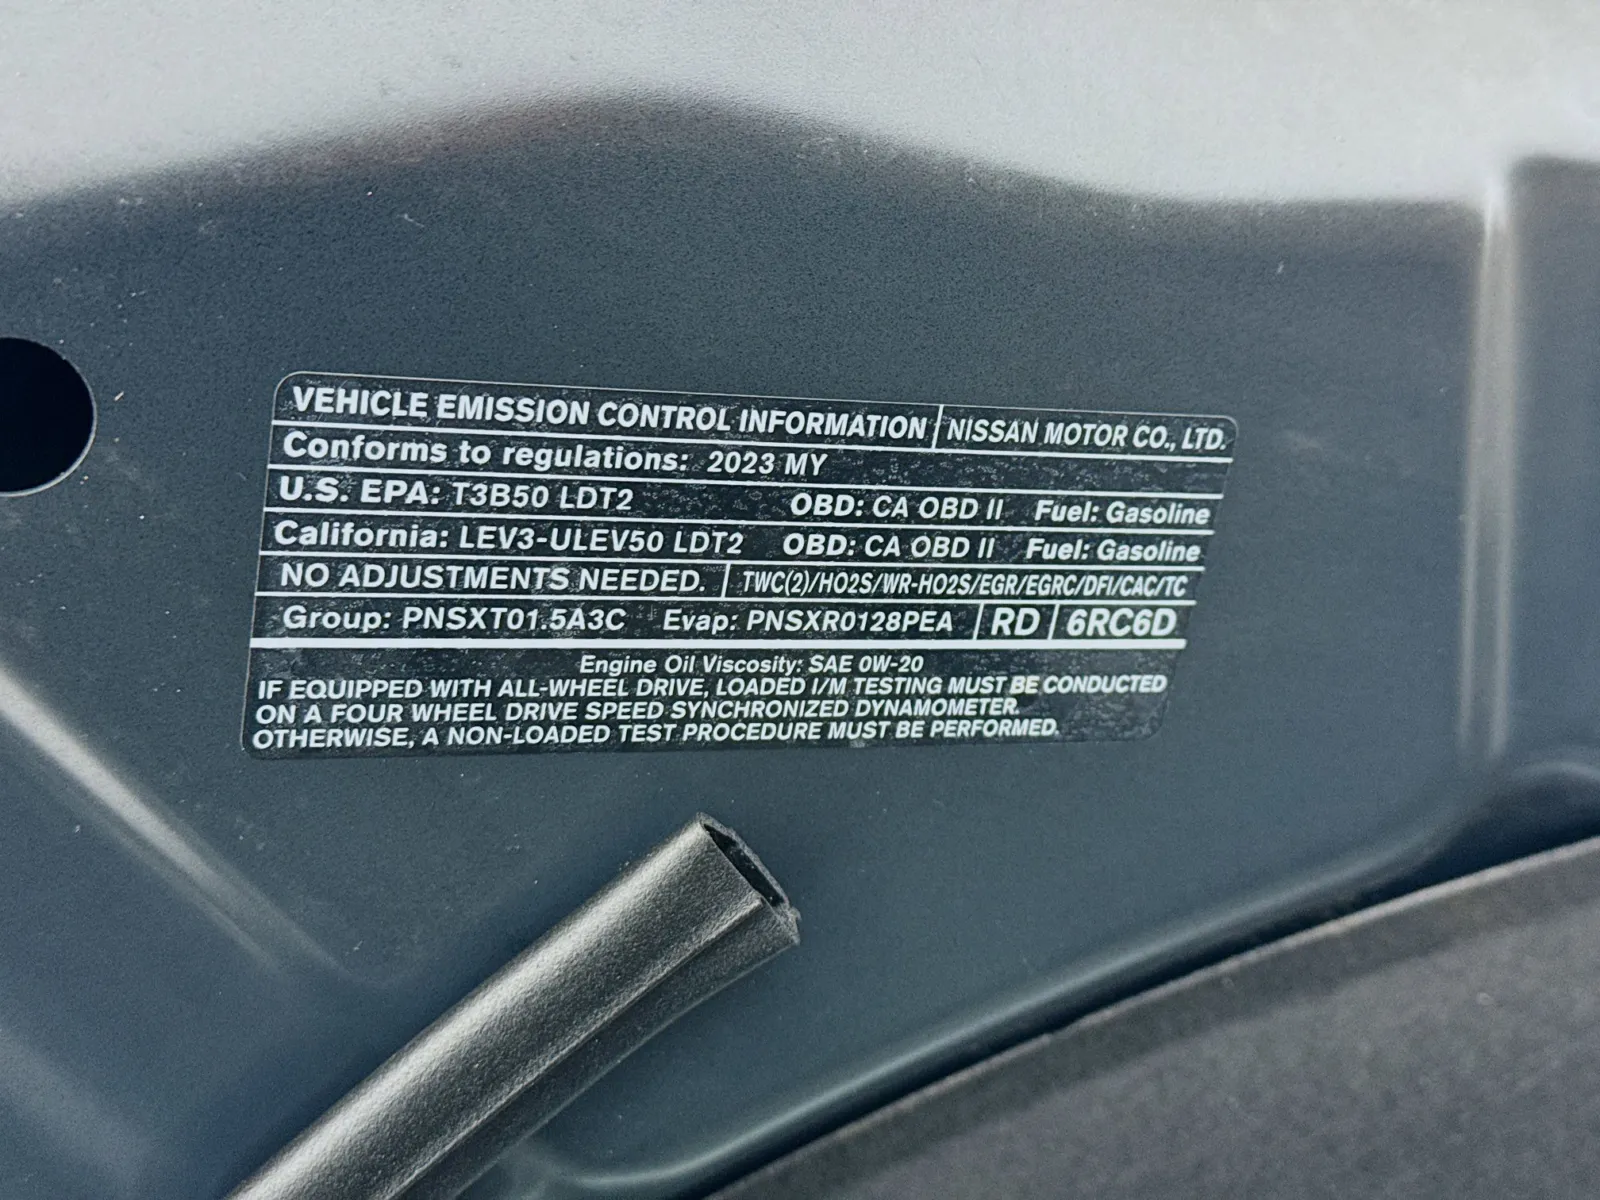 VEHICLE EMISSION CONTROL INFORMATION NISSAN MOTOR CO., LTD.
Conforms to regulations: 2023 MY
U.S. EPA: T3B50 LDT2 OBD: CA OBD II Fuel: Gasoline
California: LEV3-ULEV50 LDT2 OBD: CA OBD II Fuel: Gasoline
NO ADJUSTMENTS NEEDED. TWC(2)/HO2S/WR-HO2S/EGR/EGRC/DFI/CAC/TC
Group: PNSXT01.5A3C Evap: PNSXR0128PEA RD 6RC6D
Engine Oil Viscosity: SAE 0W-20
IF EQUIPPED WITH ALL-WHEEL DRIVE, LOADED I/M TESTING MUST BE CONDUCTED
ON A FOUR WHEEL DRIVE SPEED SYNCHRONIZED DYNAMOMETER.
OTHERWISE, A NON-LOADED TEST PROCEDURE MUST BE PERFORMED.